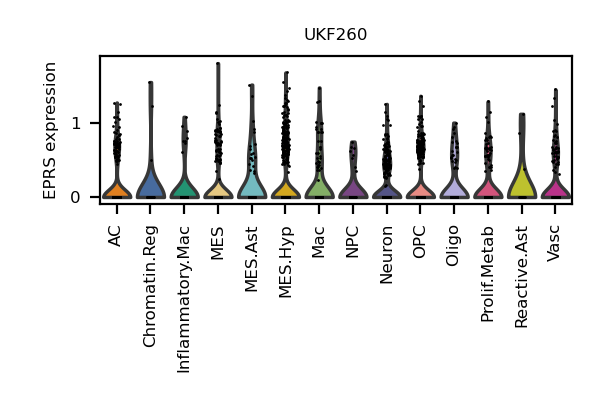 UKF260
EPRS expression
1
0
AC
Chromatin.Reg
Inflammatory.Mac
MES
MES.Ast
MES.Hyp
Mac
NPC
Neuron
OPC
Oligo
Prolif.Metab
Reactive.Ast
Vasc